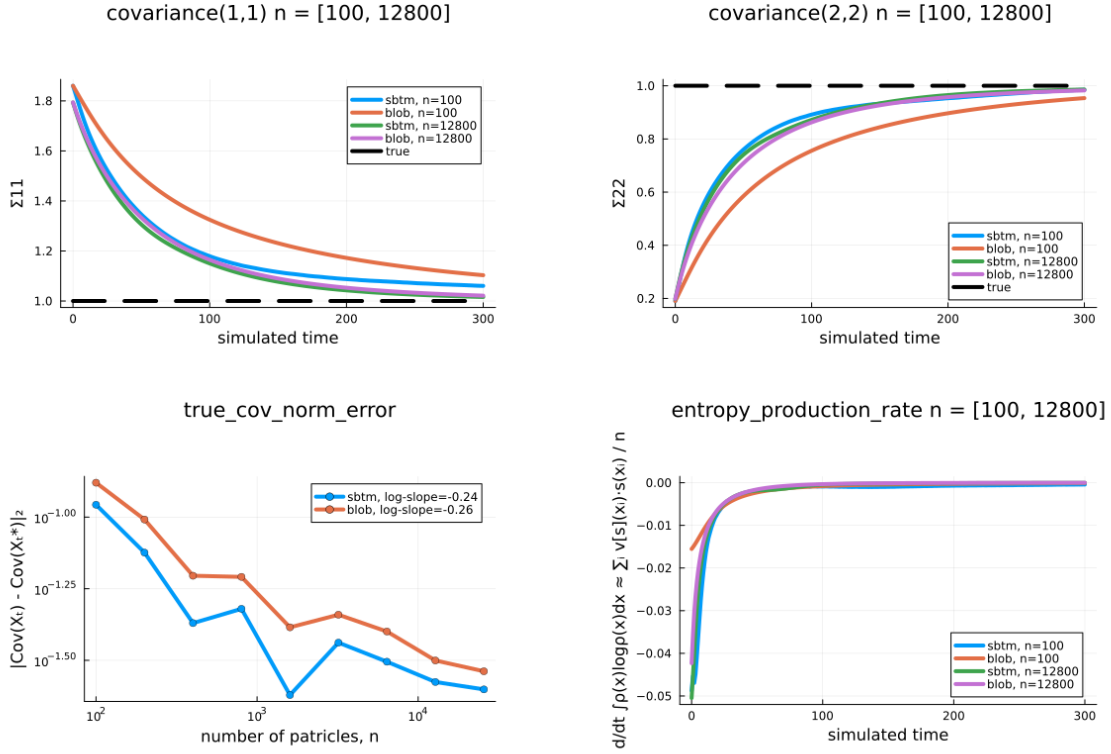 covariance(1,1) n = [100, 12800]
Σ11
1.8
1.6
1.4
1.2
1.0
0
100
200
300
simulated time
sbtm, n=100
blob, n=100
sbtm, n=12800
blob, n=12800
true
covariance(2,2) n = [100, 12800]
Σ22
1.0
0.8
0.6
0.4
0.2
0
100
200
300
simulated time
sbtm, n=100
blob, n=100
sbtm, n=12800
blob, n=12800
true
true_cov_norm_error
|Cov(Xₜ) - Cov(Xₜ*)|₂
10⁻¹·⁰⁰
10⁻¹·²⁵
10⁻¹·⁵⁰
10²
10³
10⁴
number of patricles, n
sbtm, log-slope=-0.24
blob, log-slope=-0.26
entropy_production_rate n = [100, 12800]
d/dt ∫ρ(x)logρ(x)dx ≈ ∑ᵢ v[s](xᵢ)·s(xᵢ) / n
0.00
-0.01
-0.02
-0.03
-0.04
-0.05
0
100
200
300
simulated time
sbtm, n=100
blob, n=100
sbtm, n=12800
blob, n=12800